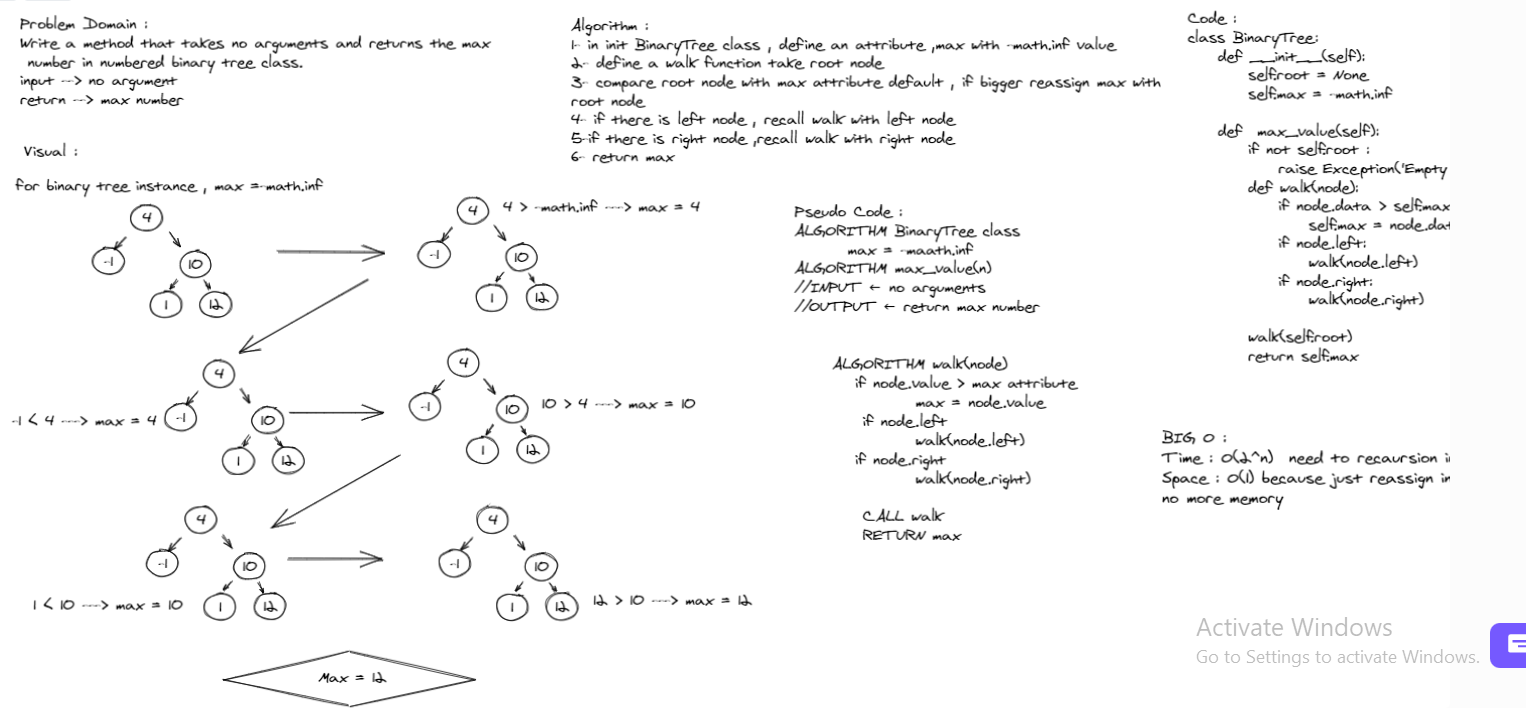 Problem Domain :
Write a method that takes no arguments and returns the max
number in numbered binary tree class.
input --> no argument
return --> max number
Visual :
for binary tree instance , max =-math.inf
4
-1
10
1
12
4
-1
10
1
12
4 > -math.inf ---> max = 4
4
-1
10
1
12
-1 < 4 ---> max = 4
4
-1
10
1
12
10 > 4 ---> max = 10
4
-1
10
1
12
1 < 10 ---> max = 10
4
-1
10
1
12
12 > 10 ---> max = 12
Max = 12
Algorithm :
1- in init BinaryTree class , define an attribute ,max with -math.inf value
2- define a walk function take root node
3- compare root node with max attribute default , if bigger reassign max with
root node
4- if there is left node , recall walk with left node
5-if there is right node ,recall walk with right node
6- return max
Pseudo Code :
ALGORITHM BinaryTree class
max = -maath.inf
ALGORITHM max_value(n)
//INPUT ← no arguments
//OUTPUT ← return max number
ALGORITHM walk(node)
if node.value > max attribute
max = node.value
if node.left
walk(node.left)
if node.right
walk(node.right)
CALL walk
RETURN max
Code :
class BinaryTree:
def __init__(self):
self.root = None
self.max = -math.inf
def max_value(self):
if not self.root :
raise Exception('Empty
def walk(node):
if node.data > self.max
self.max = node.dat
if node.left:
walk(node.left)
if node.right:
walk(node.right)
walk(self.root)
return self.max
BIG O :
Time : O(2^n) need to recaursion i
Space : O(1) because just reassign in
no more memory
Activate Windows
Go to Settings to activate Windows.